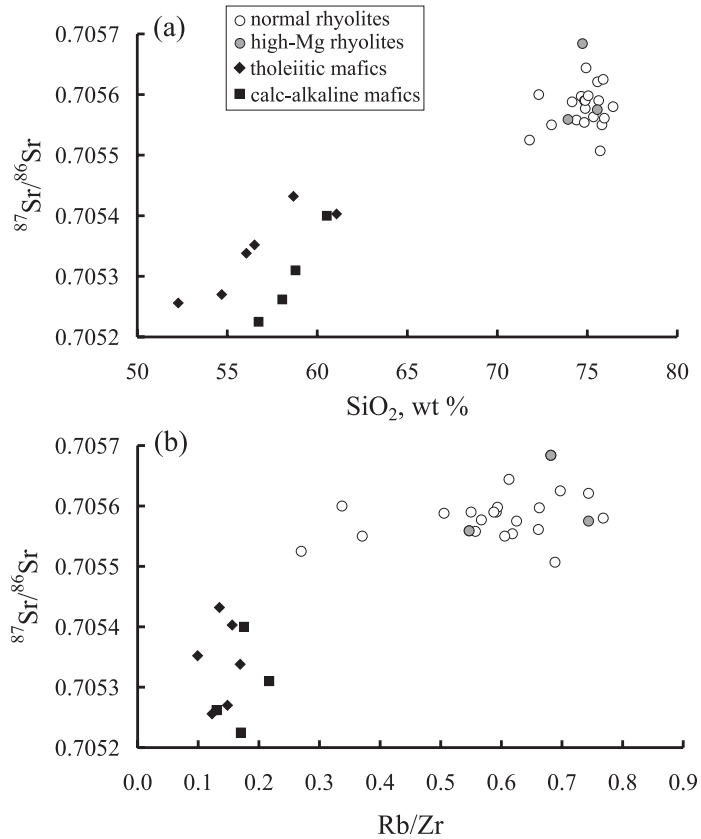 (a)
normal rhyolites
high-Mg rhyolites
tholeiitic mafics
calc-alkaline mafics
0.7057
0.7056
0.7055
0.7054
0.7053
0.7052
⁸⁷Sr/⁸⁶Sr
50 55 60 65 70 75 80
SiO₂, wt %
(b)
0.7057
0.7056
0.7055
0.7054
0.7053
0.7052
⁸⁷Sr/⁸⁶Sr
0.0 0.1 0.2 0.3 0.4 0.5 0.6 0.7 0.8 0.9
Rb/Zr